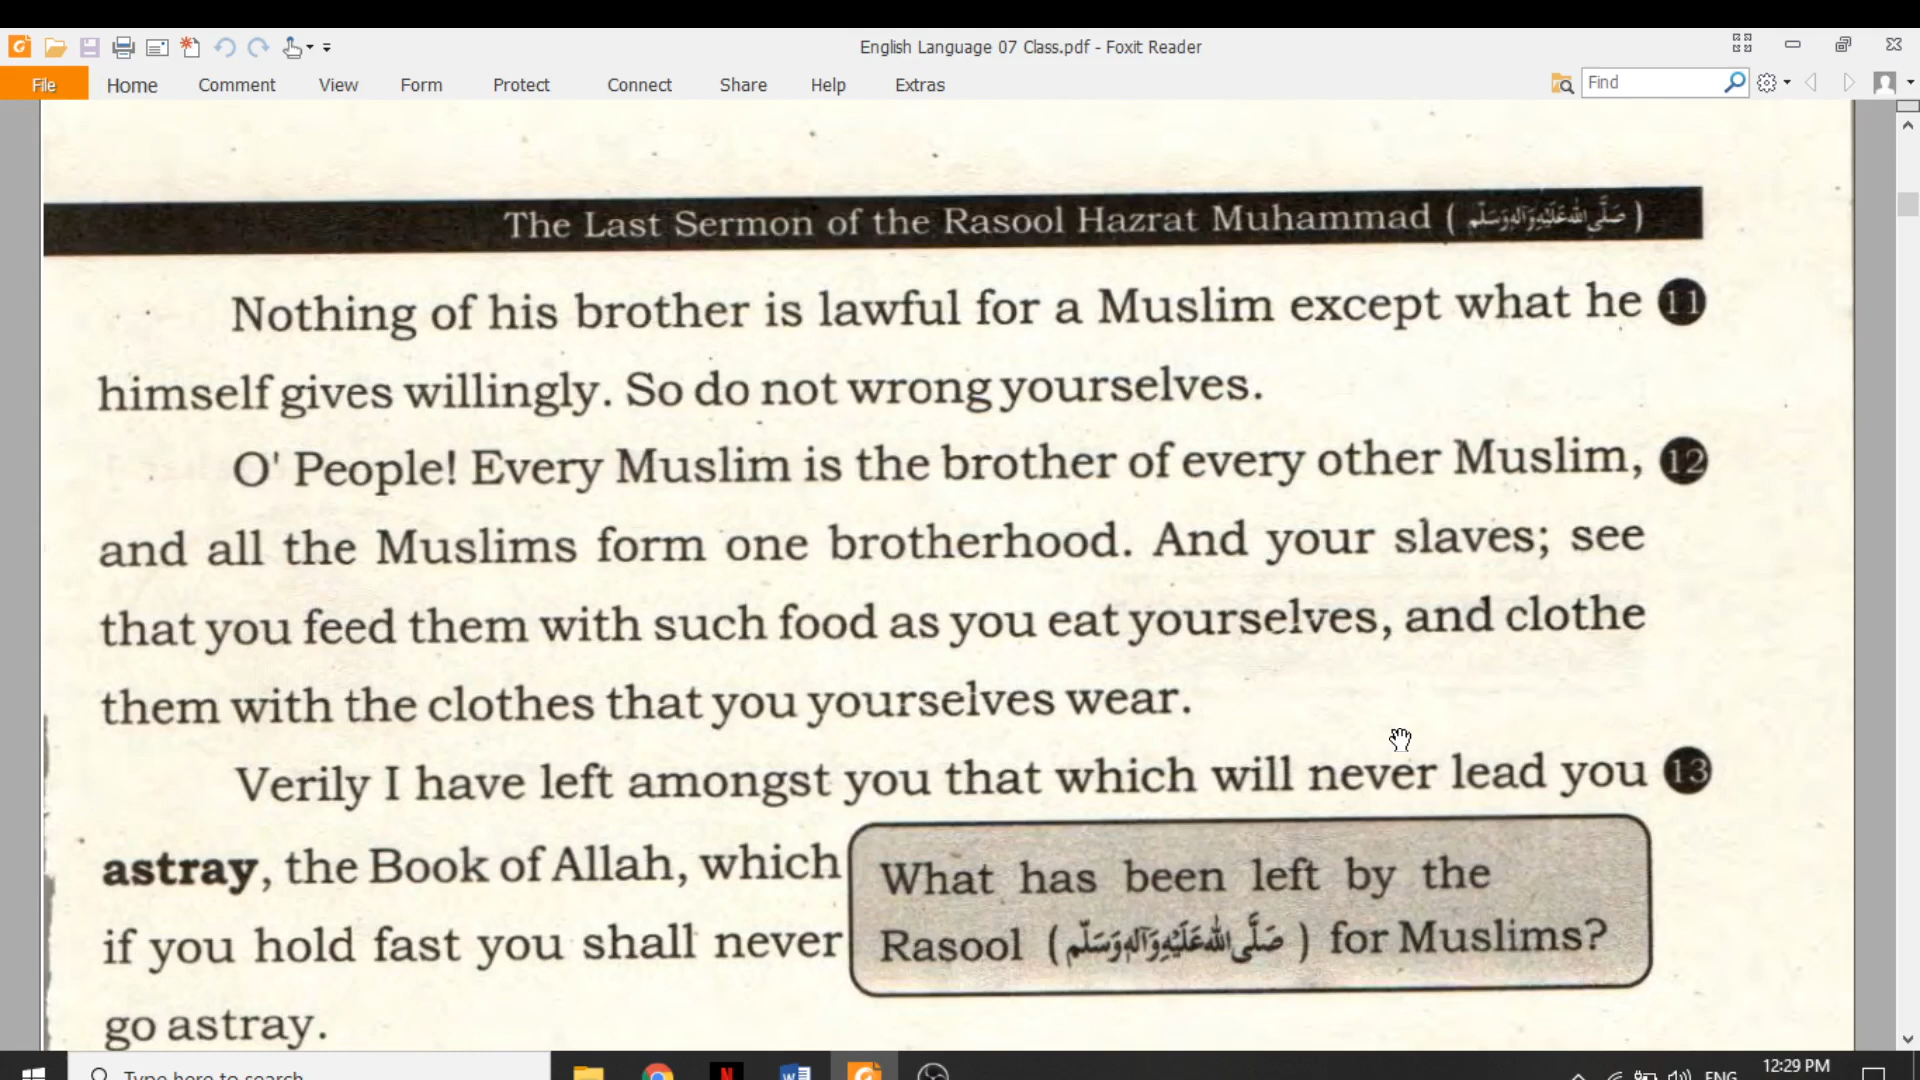 English Language 07 Class.pdf - Foxit Reader
File Home Comment View Form Protect Connect Share Help Extras Find
The Last Sermon of the Rasool Hazrat Muhammad (صَلَّى اللهُ عَلَيْهِ وَآلِهٖ وَسَلَّم)
Nothing of his brother is lawful for a Muslim except what he 11
himself gives willingly. So do not wrong yourselves.
O' People! Every Muslim is the brother of every other Muslim, 12
and all the Muslims form one brotherhood. And your slaves; see
that you feed them with such food as you eat yourselves, and clothe
them with the clothes that you yourselves wear.
Verily I have left amongst you that which will never lead you 13
astray, the Book of Allah, which
if you hold fast you shall never
go astray.
What has been left by the
Rasool (صَلَّى اللهُ عَلَيْهِ وَآلِهٖ وَسَلَّم) for Muslims?
Type here to search
ENG 12:29 PM